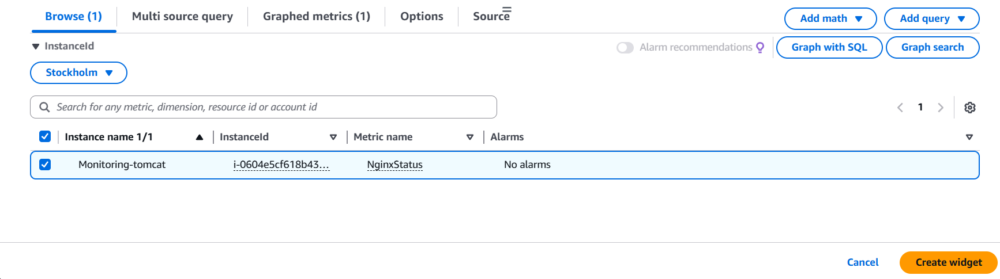 Browse (1) Multi source query Graphed metrics (1) Options Source Add math Add query
InstanceId Alarm recommendations Graph with SQL Graph search
Stockholm
Search for any metric, dimension, resource id or account id 1
Instance name 1/1 InstanceId Metric name Alarms
Monitoring-tomcat i-0604e5cf618b43... NginxStatus No alarms
Cancel Create widget